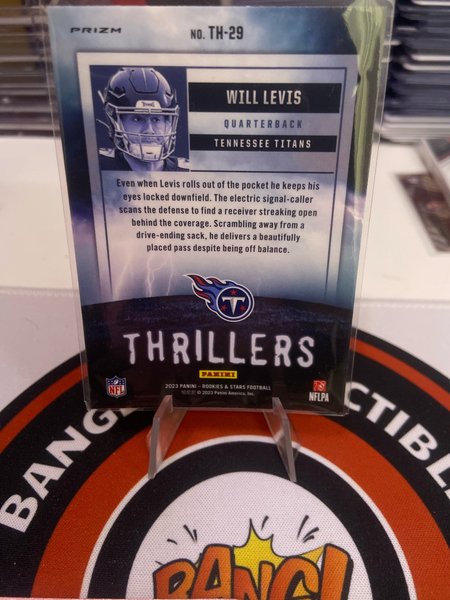 PRIZM
NO. TH-29
WILL LEVIS
QUARTERBACK
TENNESSEE TITANS
Even when Levis rolls out of the pocket he keeps his
eyes locked downfield. The electric signal-caller
scans the defense to find a receiver streaking open
behind the coverage. Scrambling away from a
drive-ending sack, he delivers a beautifully
placed pass despite being off balance.
T
THRILLERS
PANINI
NFL
2023 PANINI - ROOKIES & STARS FOOTBALL
© 2023 Panini America, Inc.
NFLPA
BANG
BANG!